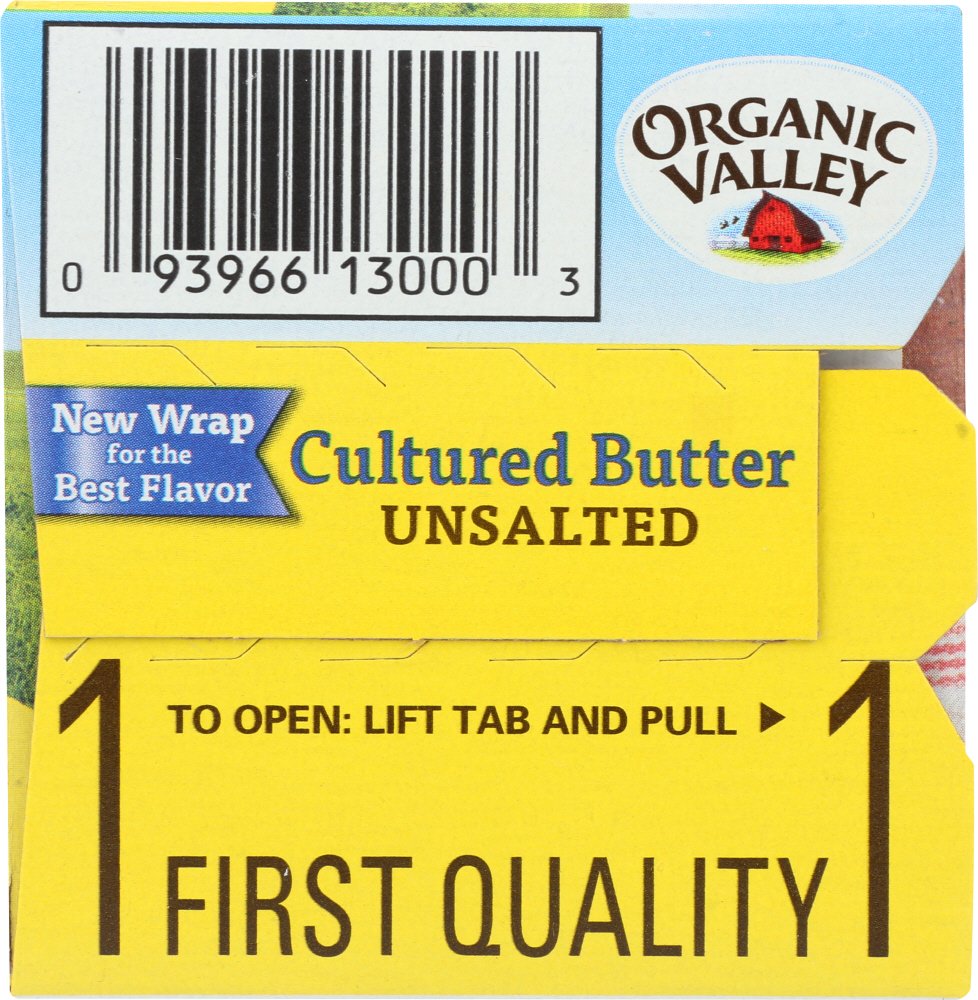 ORGANIC
VALLEY
0 93966 13000 3
New Wrap
for the
Best Flavor
Cultured Butter
UNSALTED
TO OPEN: LIFT TAB AND PULL ►
1 FIRST QUALITY 1